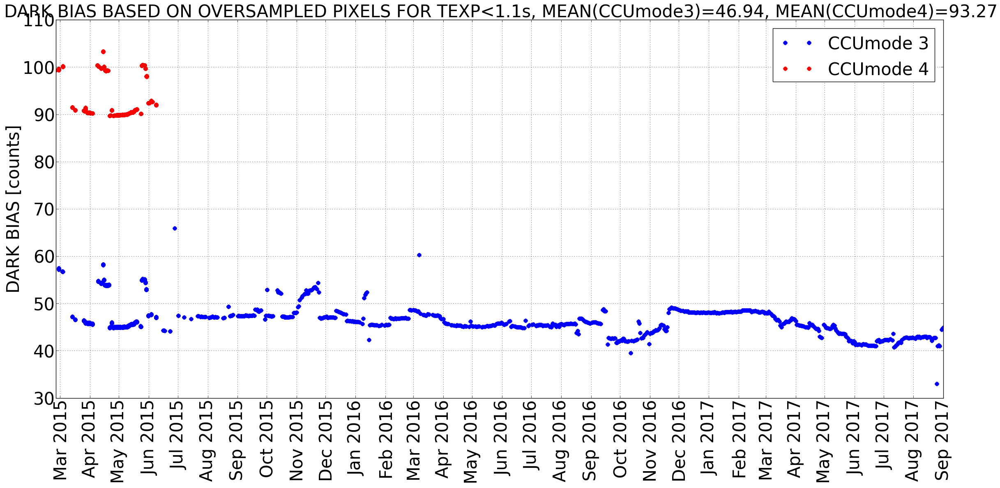 DARK BIAS BASED ON OVERSAMPLED PIXELS FOR TEXP<1.1s, MEAN(CCUmode3)=46.94, MEAN(CCUmode4)=93.27
110
100
90
80
70
60
50
40
30
DARK BIAS [counts]
CCUmode 3
CCUmode 4
Mar 2015
Apr 2015
May 2015
Jun 2015
Jul 2015
Aug 2015
Sep 2015
Oct 2015
Nov 2015
Dec 2015
Jan 2016
Feb 2016
Mar 2016
Apr 2016
May 2016
Jun 2016
Jul 2016
Aug 2016
Sep 2016
Oct 2016
Nov 2016
Dec 2016
Jan 2017
Feb 2017
Mar 2017
Apr 2017
May 2017
Jun 2017
Jul 2017
Aug 2017
Sep 2017